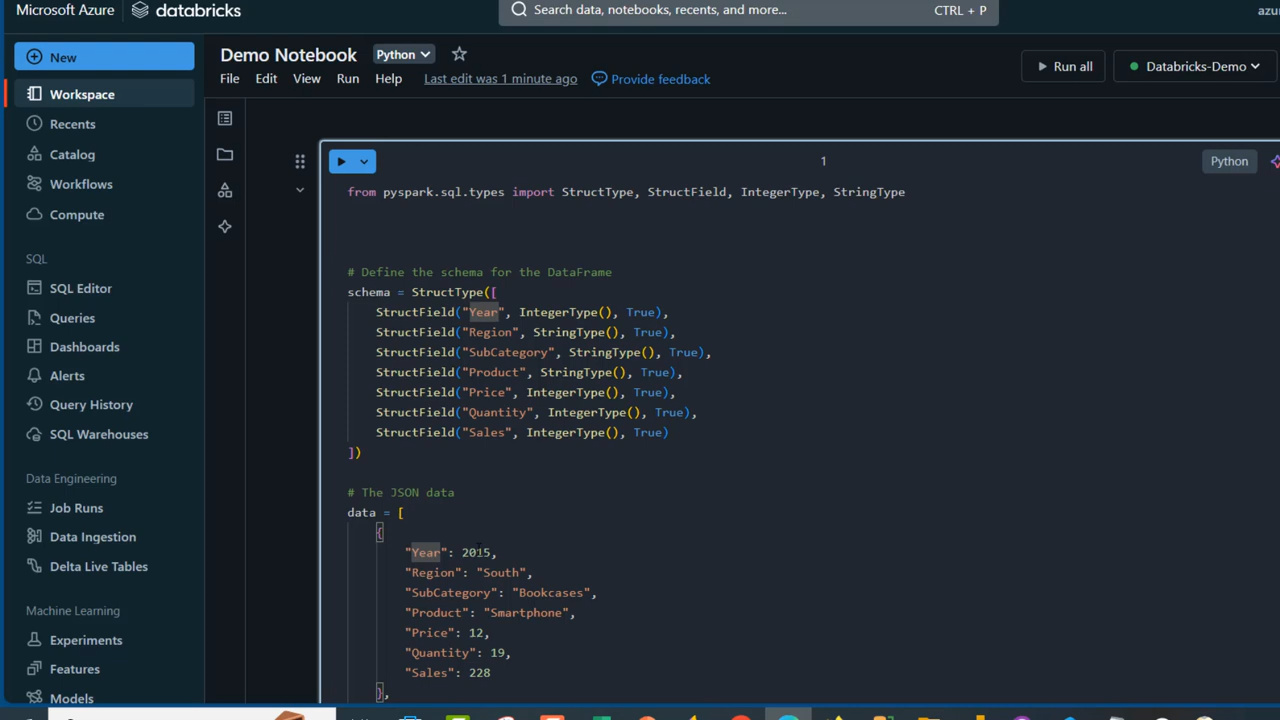 Microsoft Azure databricks Search data, notebooks, recents, and more... CTRL + P
New
Workspace
Recents
Catalog
Workflows
Compute
SQL
SQL Editor
Queries
Dashboards
Alerts
Query History
SQL Warehouses
Data Engineering
Job Runs
Data Ingestion
Delta Live Tables
Machine Learning
Experiments
Features
Models
Demo Notebook Python
File Edit View Run Help Last edit was 1 minute ago Provide feedback
Run all Databricks-Demo
1 Python
from pyspark.sql.types import StructType, StructField, IntegerType, StringType
# Define the schema for the DataFrame
schema = StructType([
StructField("Year", IntegerType(), True),
StructField("Region", StringType(), True),
StructField("SubCategory", StringType(), True),
StructField("Product", StringType(), True),
StructField("Price", IntegerType(), True),
StructField("Quantity", IntegerType(), True),
StructField("Sales", IntegerType(), True)
])
# The JSON data
data = [
{
"Year": 2015,
"Region": "South",
"SubCategory": "Bookcases",
"Product": "Smartphone",
"Price": 12,
"Quantity": 19,
"Sales": 228
},